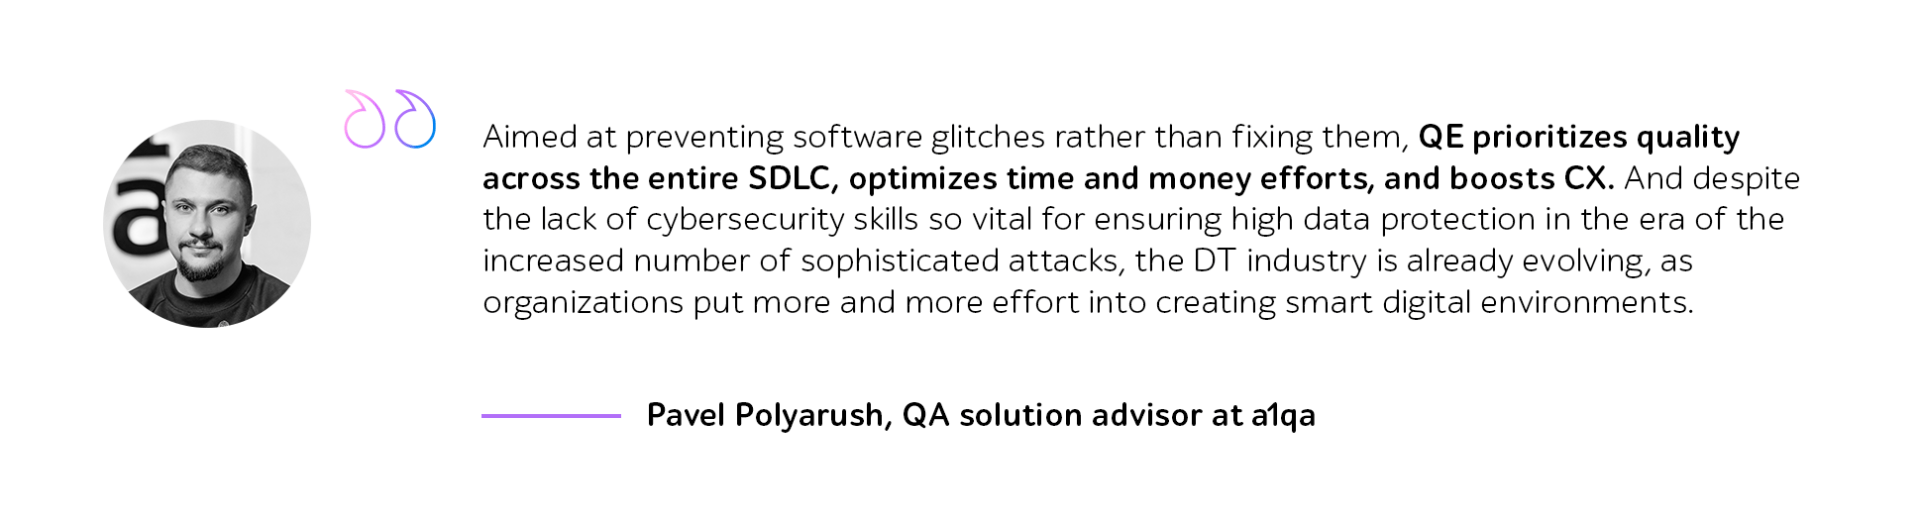 Aimed at preventing software glitches rather than fixing them, QE prioritizes quality
across the entire SDLC, optimizes time and money efforts, and boosts CX. And despite
the lack of cybersecurity skills so vital for ensuring high data protection in the era of the
increased number of sophisticated attacks, the DT industry is already evolving, as
organizations put more and more effort into creating smart digital environments.
Pavel Polyarush, QA solution advisor at a1qa